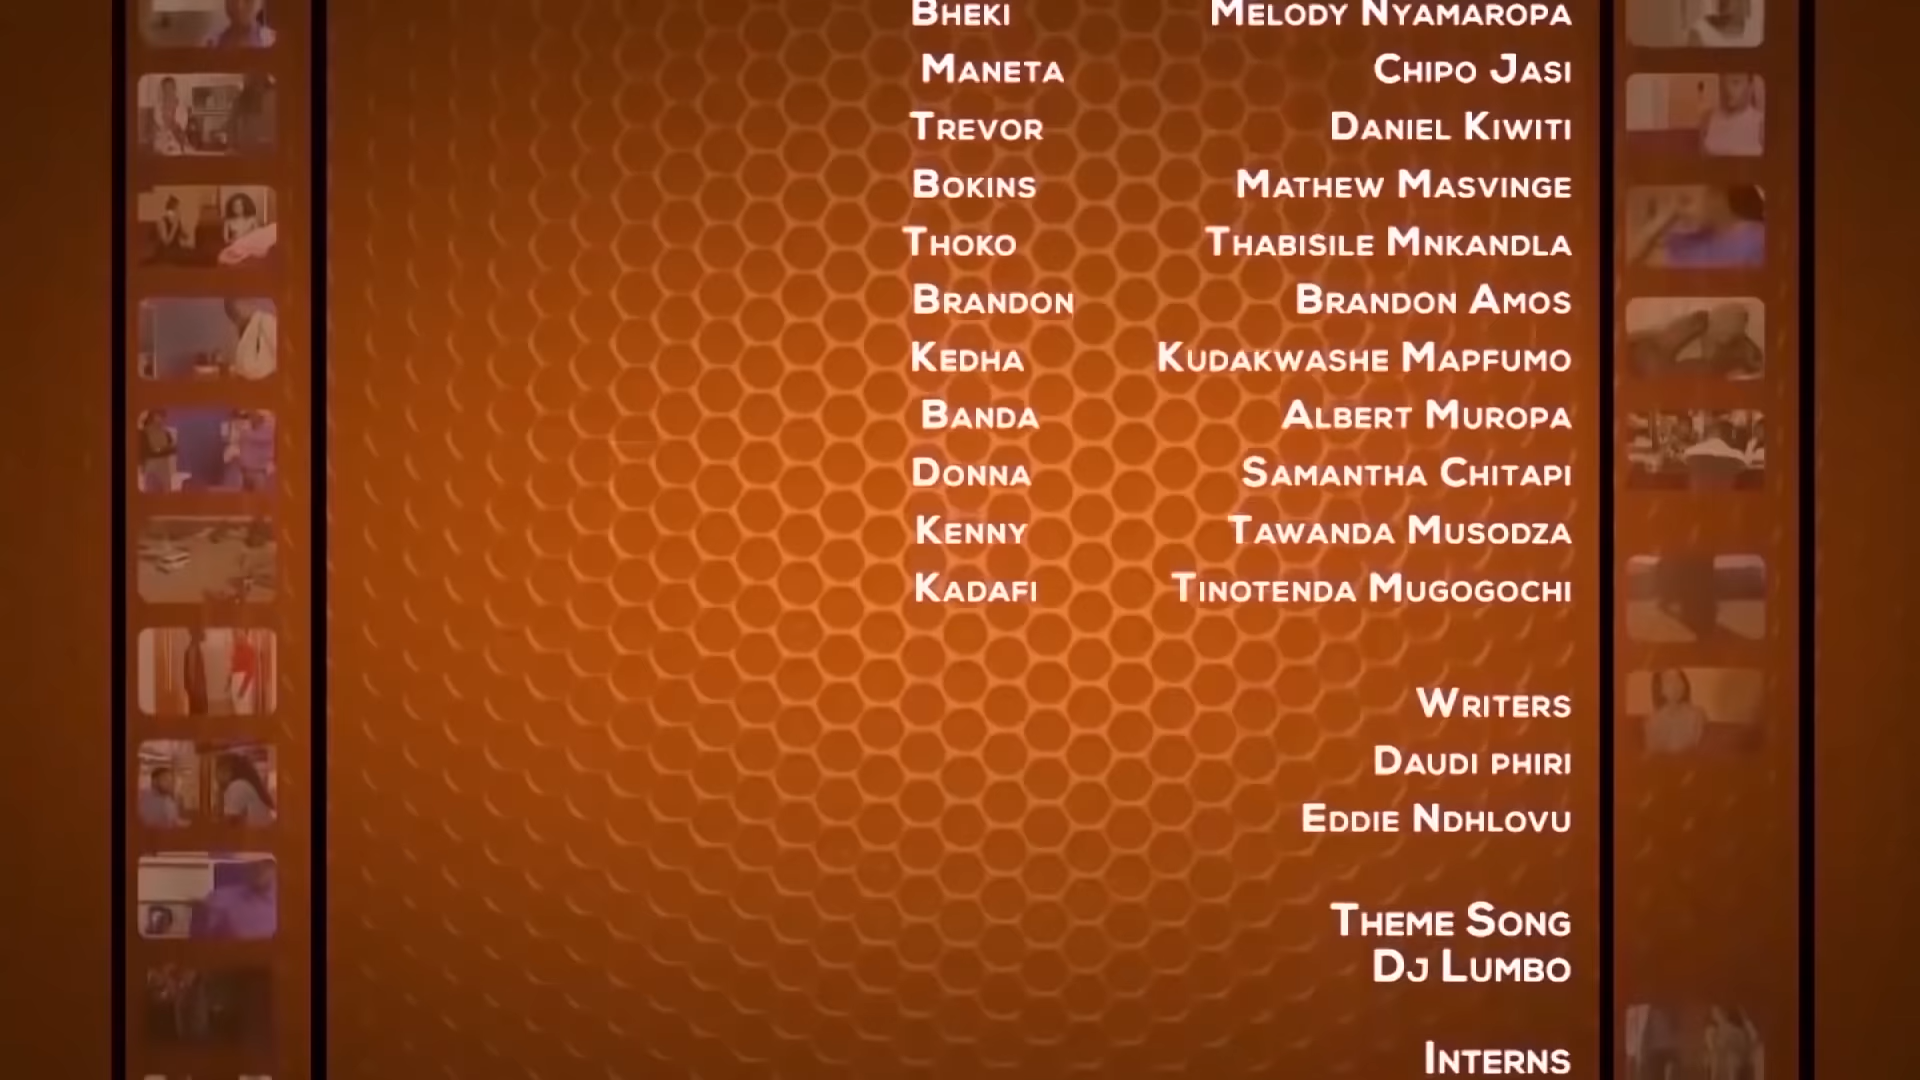 Bheki Melody Nyamaropa
Maneta Chipo Jasi
Trevor Daniel Kiwiti
Bokins Mathew Masvinge
Thoko Thabisile Mnkandla
Brandon Brandon Amos
Kedha Kudakwashe Mapfumo
Banda Albert Muropa
Donna Samantha Chitapi
Kenny Tawanda Musodza
Kadafi Tinotenda Mugogochi
Writers
Daudi phiri
Eddie Ndhlovu
Theme Song
Dj Lumbo
Interns